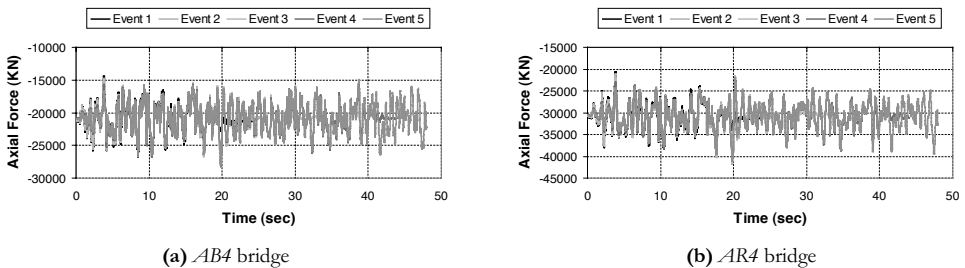 Event 1 Event 2 Event 3 Event 4 Event 5
-10000
-15000
-20000
-25000
-30000
Axial Force (KN)
0 10 20 30 40 50
Time (sec)
(a) AB4 bridge
Event 1 Event 2 Event 3 Event 4 Event 5
-15000
-20000
-25000
-30000
-35000
-40000
-45000
Axial Force (KN)
0 10 20 30 40 50
Time (sec)
(b) AR4 bridge